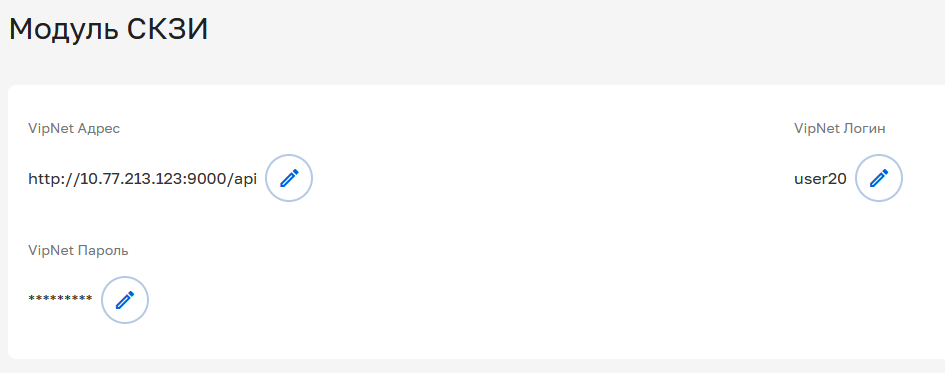 Модуль СКЗИ
VipNet Адрес
VipNet Логин
http://10.77.213.123:9000/api
user20
VipNet Пароль
*********